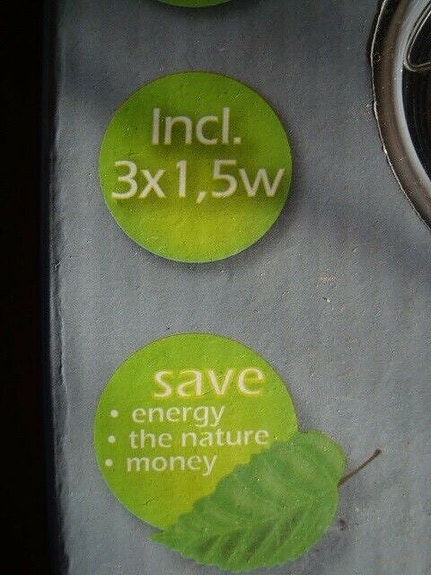 Incl.
3x1,5w
save
• energy
• the nature
• money